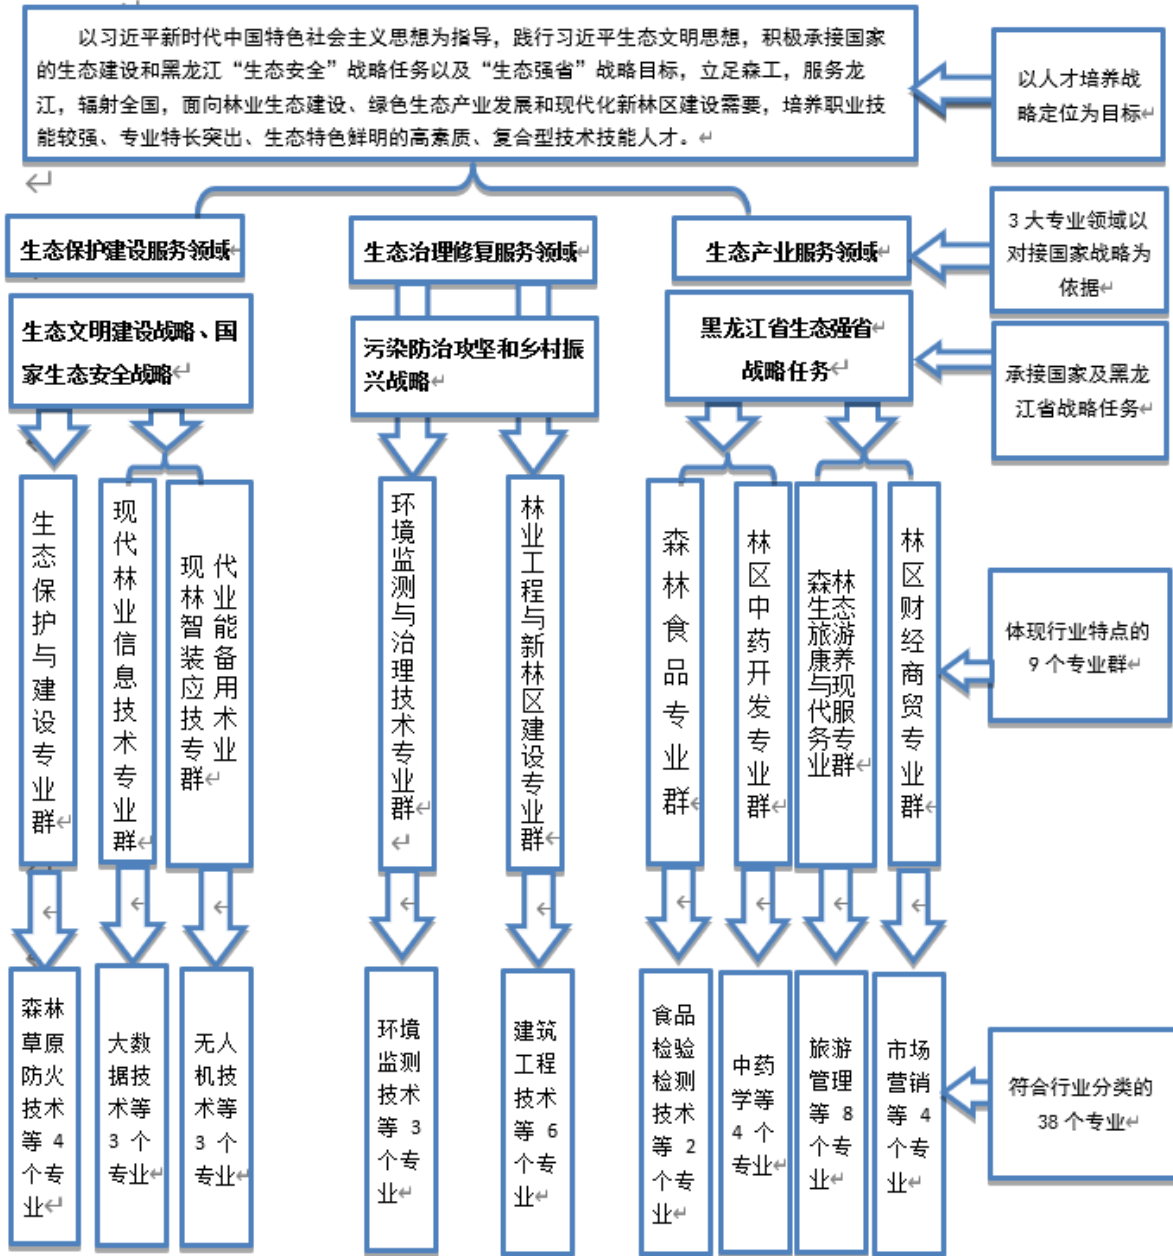 以习近平新时代中国特色社会主义思想为指导，践行习近平生态文明思想，积极承接国家
的生态建设和黑龙江“生态安全”战略任务以及“生态强省”战略目标，立足森工，服务龙
江，辐射全国，面向林业生态建设、绿色生态产业发展和现代化新林区建设需要，培养职业技
能较强、专业特长突出、生态特色鲜明的高素质、复合型技术技能人才。
以人才培养战
略定位为目标
生态保护建设服务领域
生态治理修复服务领域
生态产业服务领域
3 大专业领域以
对接国家战略为
依据
生态文明建设战略、国
家生态安全战略
污染防治攻坚和乡村振
兴战略
黑龙江省生态强省
战略任务
承接国家及黑龙
江省战略任务
生态保护与建设专业群
现代林业信息技术专业群
现代
林业
智能
装备
应用
技术
专业
群
环境监测与治理技术专业群
林业工程与新林区建设专业群
森林食品专业群
林区中药开发专业群
森林
生态
旅游
康养
与现
代服
务专
业群
林区财经商贸专业群
体现行业特点的
9 个专业群
森林
草原
防火
技术
等 4
个专
业
大数
据技
术等
3 个
专业
无人
机技
术等
3 个
专业
环境
监测
技术
等 3
个专
业
建筑
工程
技术
等 6
个专
业
食品
检验
检测
技术
等 2
个专
业
中药
学等
4 个
专业
旅游
管理
等 8
个专
业
市场
营销
等 4
个专
业
符合行业分类的
38 个专业